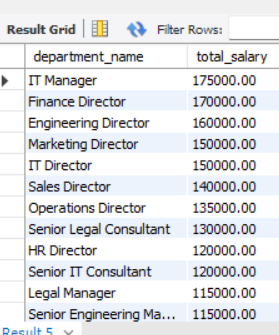 Result Grid Filter Rows:
department_name total_salary
IT Manager 175000.00
Finance Director 170000.00
Engineering Director 160000.00
Marketing Director 150000.00
IT Director 150000.00
Sales Director 140000.00
Operations Director 135000.00
Senior Legal Consultant 130000.00
HR Director 120000.00
Senior IT Consultant 120000.00
Legal Manager 115000.00
Senior Engineering Ma... 115000.00
Result 5